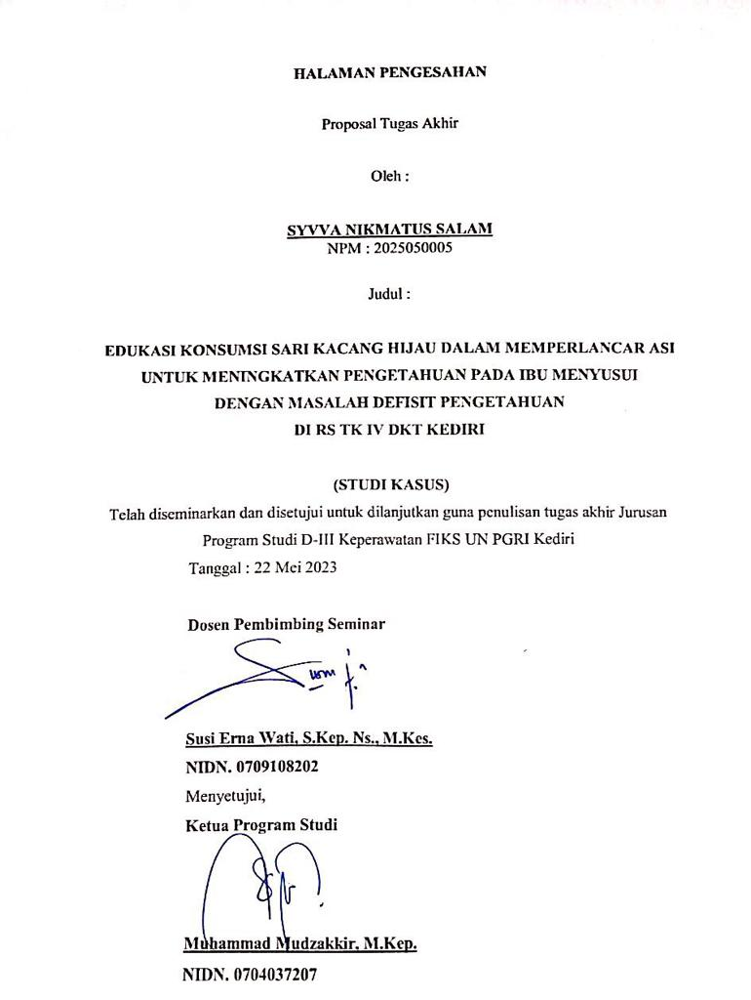 HALAMAN PENGESAHAN
Proposal Tugas Akhir
Oleh :
SYVVA NIKMATUS SALAM
NPM : 2025050005
Judul :
EDUKASI KONSUMSI SARI KACANG HIJAU DALAM MEMPERLANCAR ASI
UNTUK MENINGKATKAN PENGETAHUAN PADA IBU MENYUSUI
DENGAN MASALAH DEFISIT PENGETAHUAN
DI RS TK IV DKT KEDIRI
(STUDI KASUS)
Telah diseminarkan dan disetujui untuk dilanjutkan guna penulisan tugas akhir Jurusan
Program Studi D-III Keperawatan FIKS UN PGRI Kediri
Tanggal : 22 Mei 2023
Dosen Pembimbing Seminar
Susi Erna Wati, S.Kep. Ns., M.Kes.
NIDN. 0709108202
Menyetujui,
Ketua Program Studi
Muhammad Mudzakkir, M.Kep.
NIDN. 0704037207